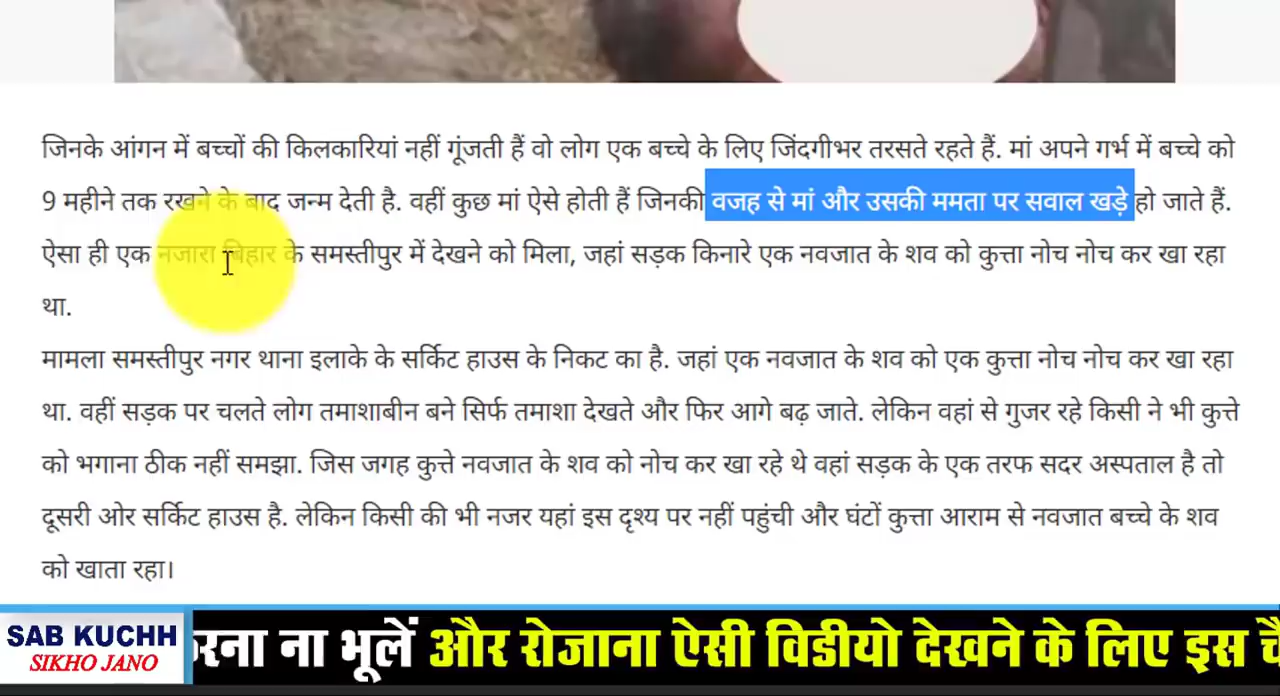 जिनके आंगन में बच्चों की किलकारियां नहीं गूंजती हैं वो लोग एक बच्चे के लिए जिंदगीभर तरसते रहते हैं. मां अपने गर्भ में बच्चे को
9 महीने तक रखने के बाद जन्म देती है. वहीं कुछ मां ऐसे होती हैं जिनकी वजह से मां और उसकी ममता पर सवाल खड़े हो जाते हैं.
ऐसा ही एक नजारा बिहार के समस्तीपुर में देखने को मिला, जहां सड़क किनारे एक नवजात के शव को कुत्ता नोच नोच कर खा रहा
था.
मामला समस्तीपुर नगर थाना इलाके के सर्किट हाउस के निकट का है. जहां एक नवजात के शव को एक कुत्ता नोच नोच कर खा रहा
था. वहीं सड़क पर चलते लोग तमाशाबीन बने सिर्फ तमाशा देखते और फिर आगे बढ़ जाते. लेकिन वहां से गुजर रहे किसी ने भी कुत्ते
को भगाना ठीक नहीं समझा. जिस जगह कुत्ते नवजात के शव को नोच कर खा रहे थे वहां सड़क के एक तरफ सदर अस्पताल है तो
दूसरी ओर सर्किट हाउस है. लेकिन किसी की भी नजर यहां इस दृश्य पर नहीं पहुंची और घंटों कुत्ता आराम से नवजात बच्चे के शव
को खाता रहा।
SAB KUCHH
SIKHO JANO
ना भूलें और रोजाना ऐसी विडीयो देखने के लिए इस